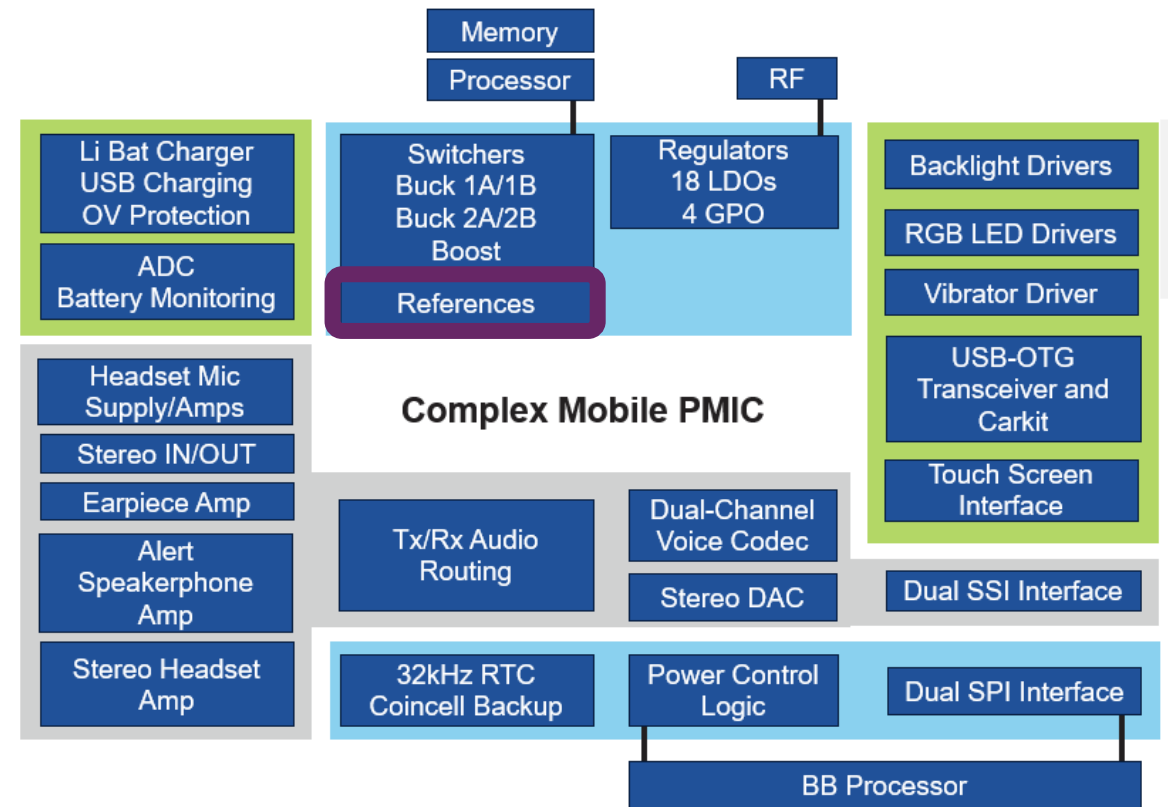 Memory
Processor
RF
Li Bat Charger
USB Charging
OV Protection
ADC
Battery Monitoring
Switchers
Buck 1A/1B
Buck 2A/2B
Boost
References
Regulators
18 LDOs
4 GPO
Backlight Drivers
RGB LED Drivers
Vibrator Driver
USB-OTG
Transceiver and
Carkit
Touch Screen
Interface
Complex Mobile PMIC
Headset Mic
Supply/Amps
Stereo IN/OUT
Earpiece Amp
Alert
Speakerphone
Amp
Stereo Headset
Amp
Tx/Rx Audio
Routing
Dual-Channel
Voice Codec
Stereo DAC
Dual SSI Interface
32kHz RTC
Coincell Backup
Power Control
Logic
Dual SPI Interface
BB Processor